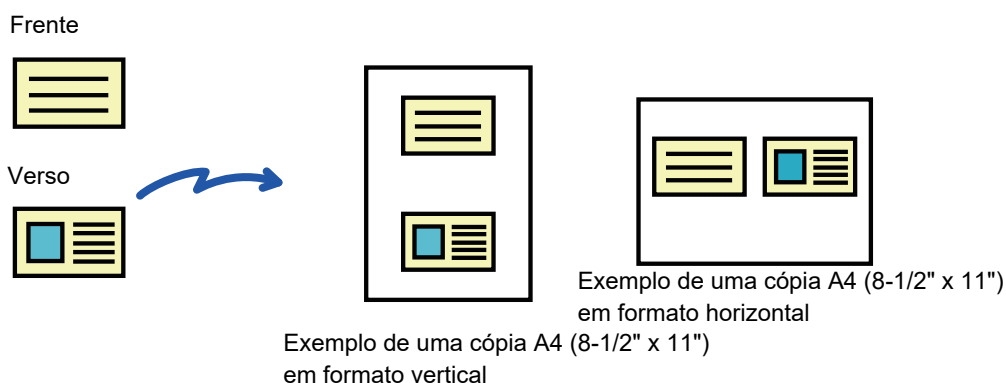 Frente
Verso
Exemplo de uma cópia A4 (8-1/2" x 11")
em formato horizontal
Exemplo de uma cópia A4 (8-1/2" x 11")
em formato vertical